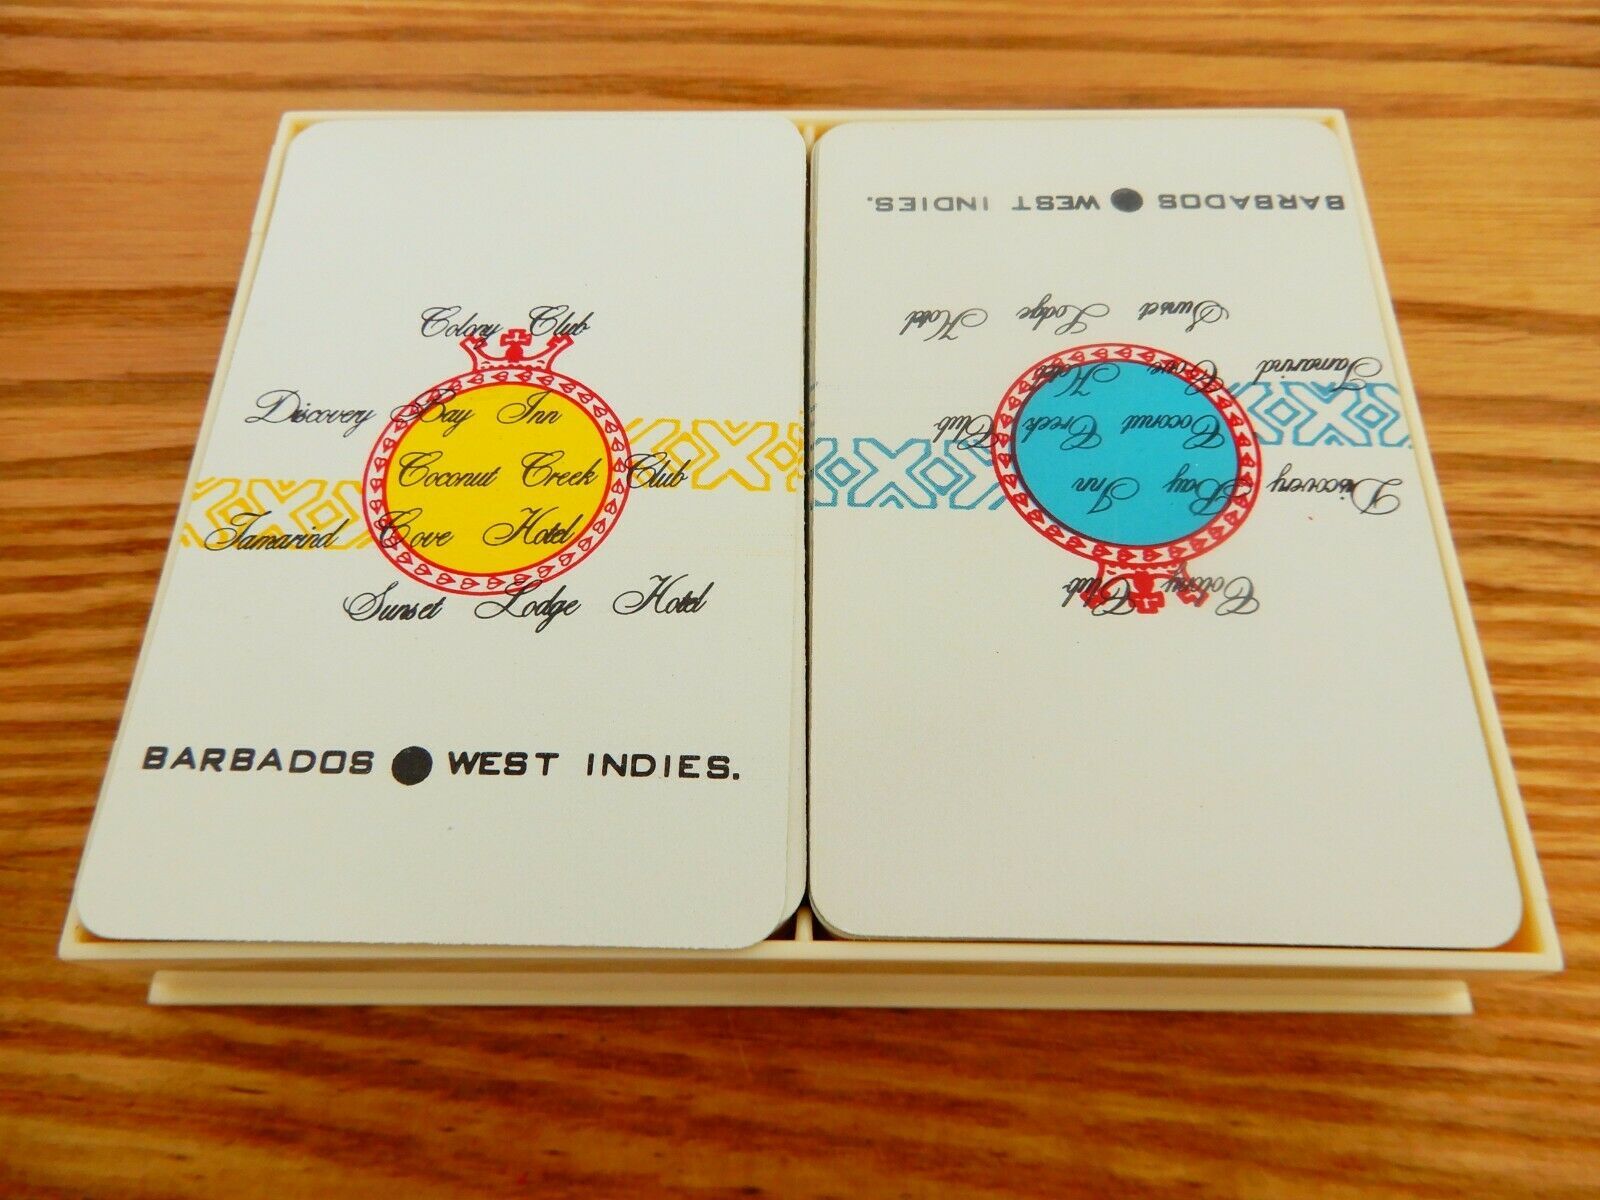 Colony Club
Discovery Bay Inn
Coconut Creek Club
Tamarind Cove Hotel
Sunset Lodge Hotel
BARBADOS ● WEST INDIES.
Colony Club
Discovery Bay Inn
Coconut Creek Club
Tamarind Cove Hotel
Sunset Lodge Hotel
BARBADOS ● WEST INDIES.